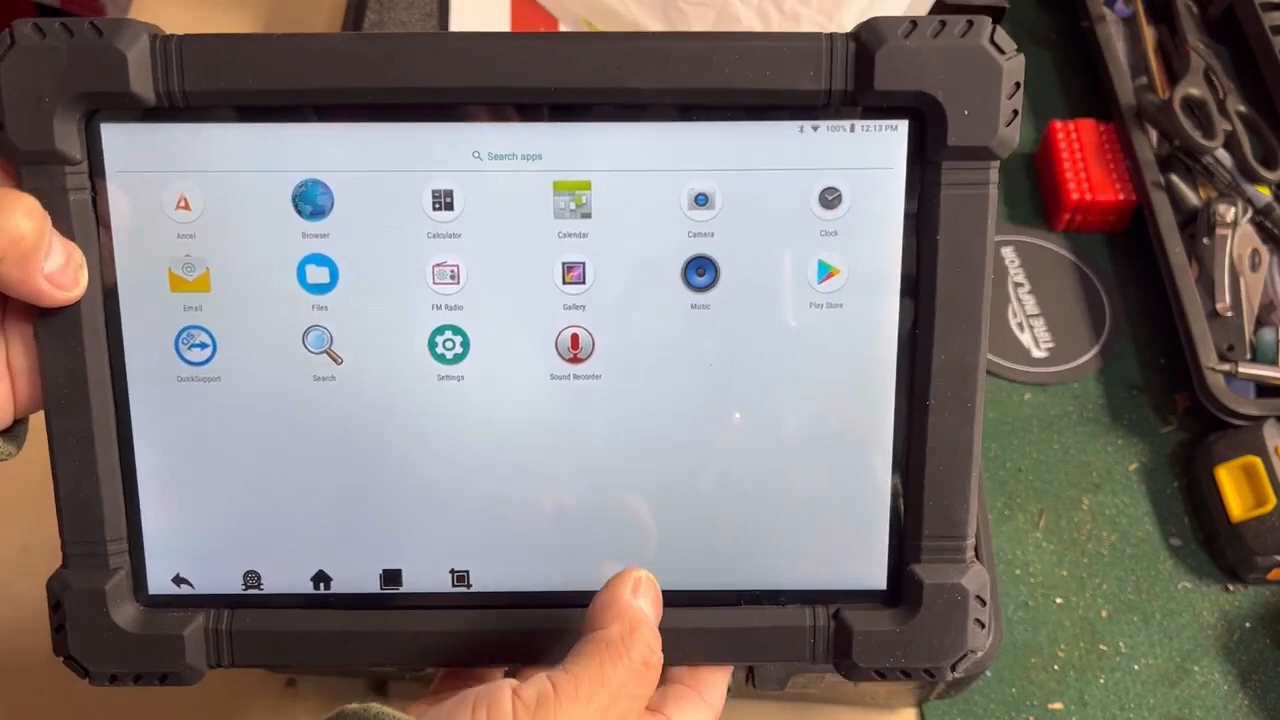 100% 12:13 PM
Search apps
Ancel Browser Calculator Calendar Camera Clock
Email Files FM Radio Gallery Music Play Store
QS
QuickSupport Search Settings Sound Recorder
TIRE INFLATOR